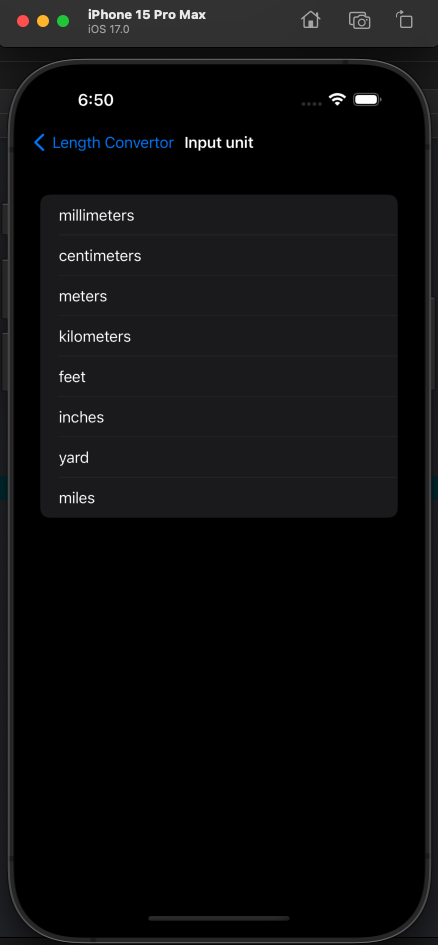 iPhone 15 Pro Max
iOS 17.0
6:50
Length Convertor Input unit
millimeters
centimeters
meters
kilometers
feet
inches
yard
miles